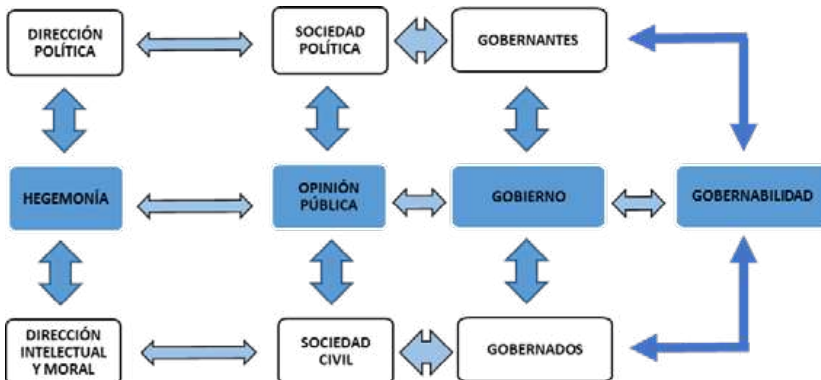 DIRECCIÓN
POLÍTICA
SOCIEDAD
POLÍTICA
GOBERNANTES
HEGEMONÍA
OPINIÓN
PÚBLICA
GOBIERNO
GOBERNABILIDAD
DIRECCIÓN
INTELECTUAL
Y MORAL
SOCIEDAD
CIVIL
GOBERNADOS